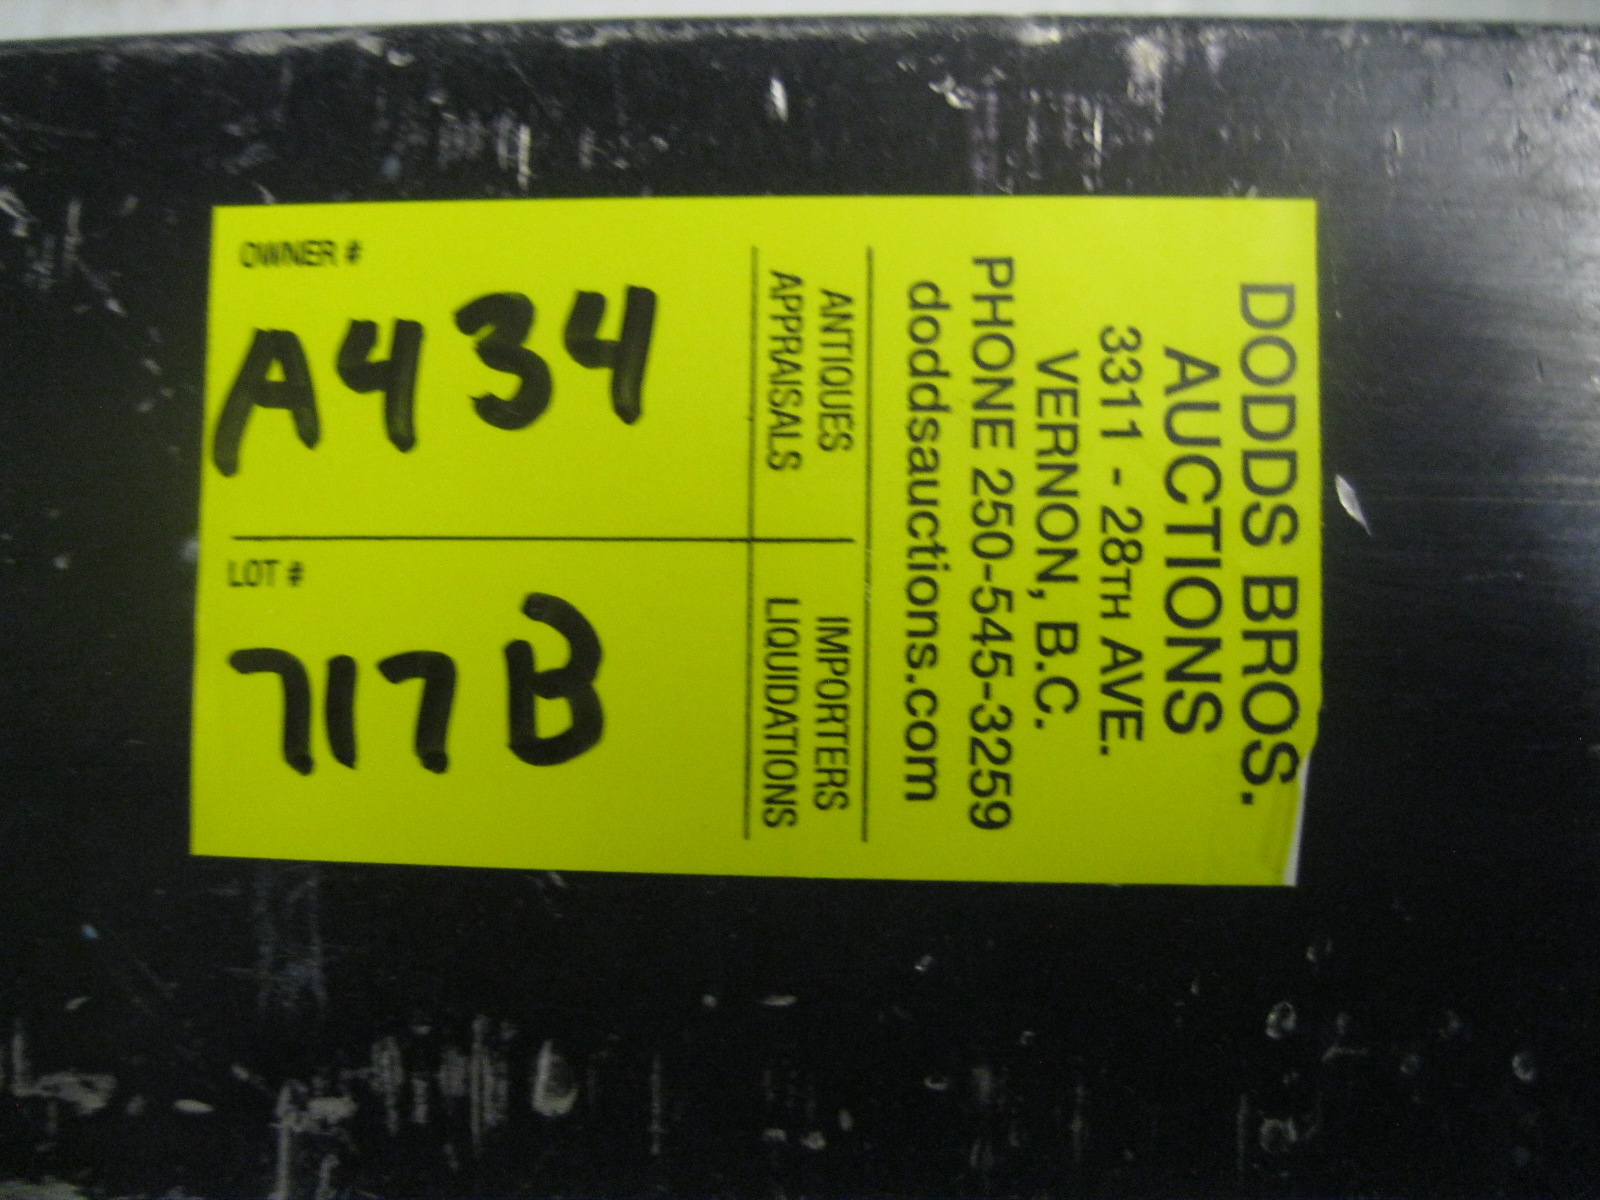 DODDS BROS.
AUCTIONS
3311 - 28TH AVE.
VERNON, B.C.
PHONE 250-545-3259
doddsauctions.com
ANTIQUES
APPRAISALS
IMPORTERS
LIQUIDATIONS
OWNER #
A434
LOT #
717B